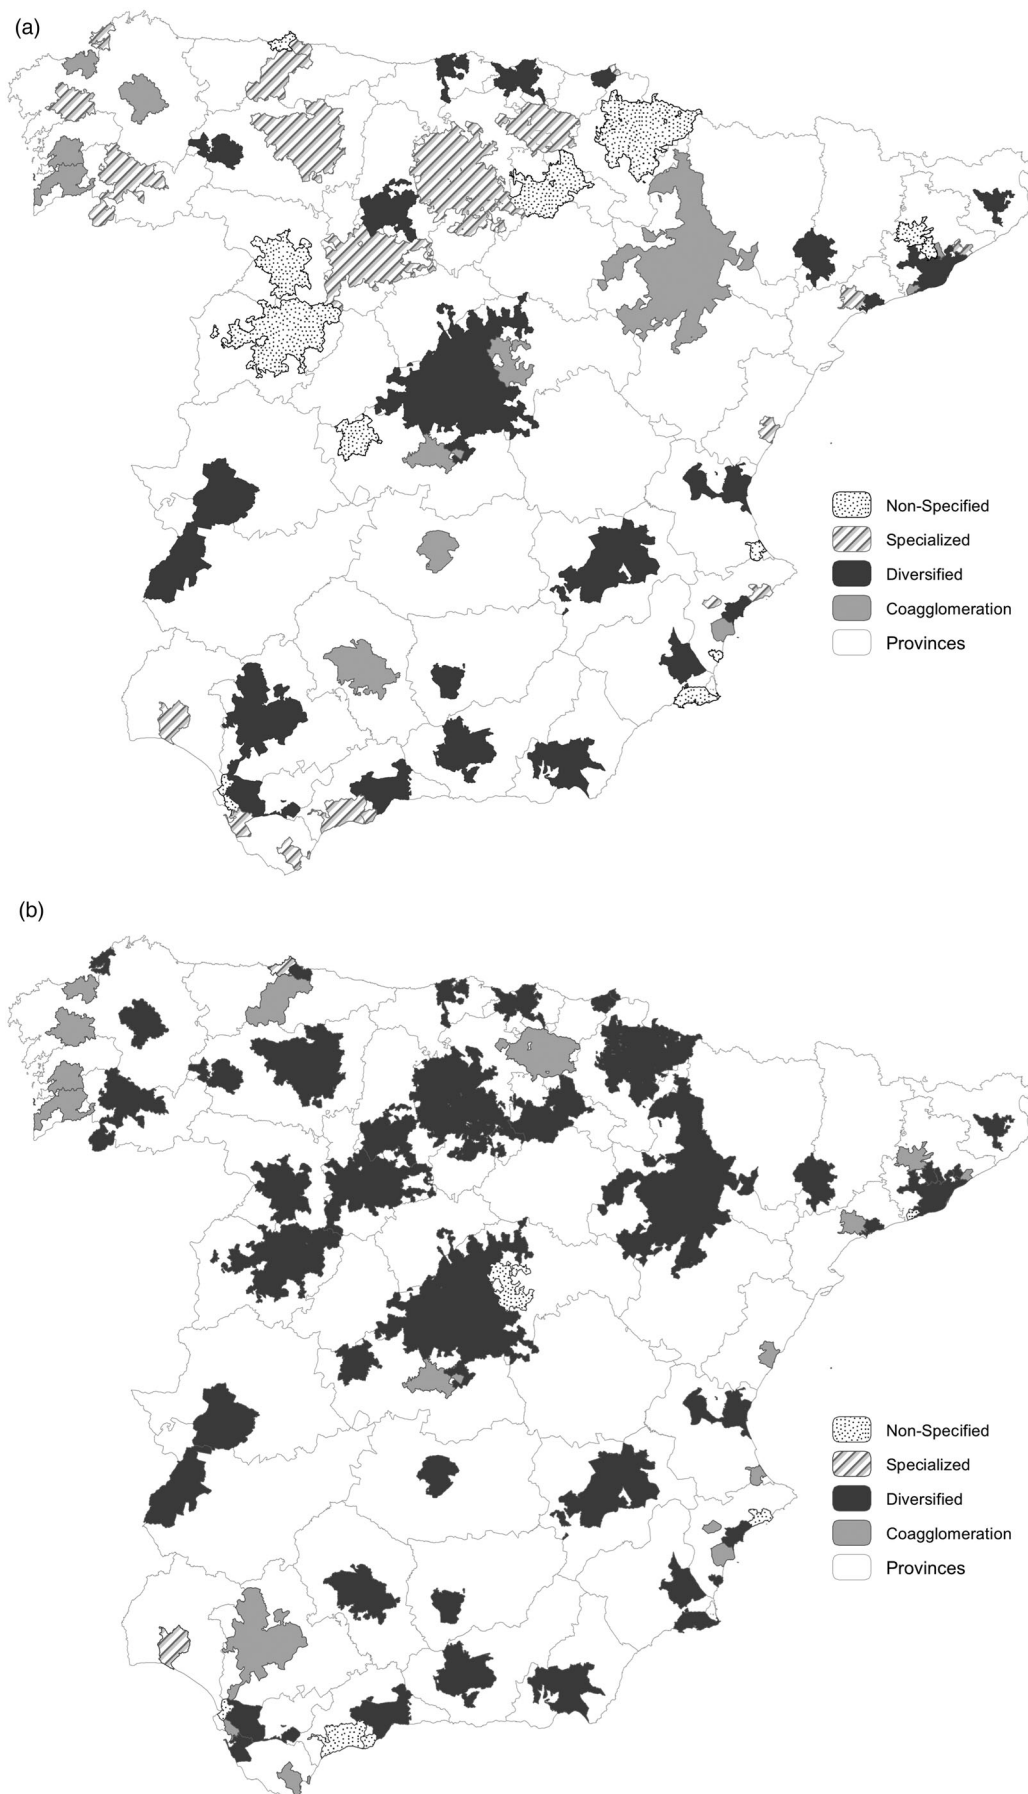 (a)
Non-Specified
Specialized
Diversified
Coagglomeration
Provinces
(b)
Non-Specified
Specialized
Diversified
Coagglomeration
Provinces